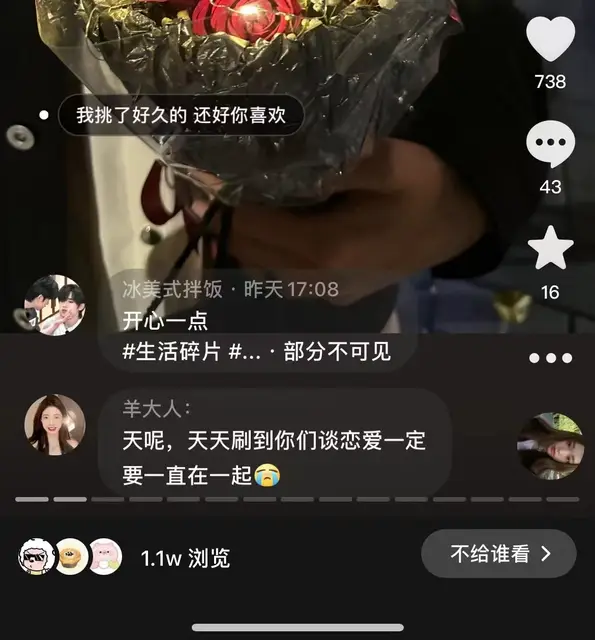 738
我挑了好久的 还好你喜欢
43
16
冰美式拌饭 · 昨天17:08
开心一点
#生活碎片 #... · 部分不可见
羊大人：
天呢，天天刷到你们谈恋爱一定
要一直在一起😭
1.1w 浏览
不给谁看